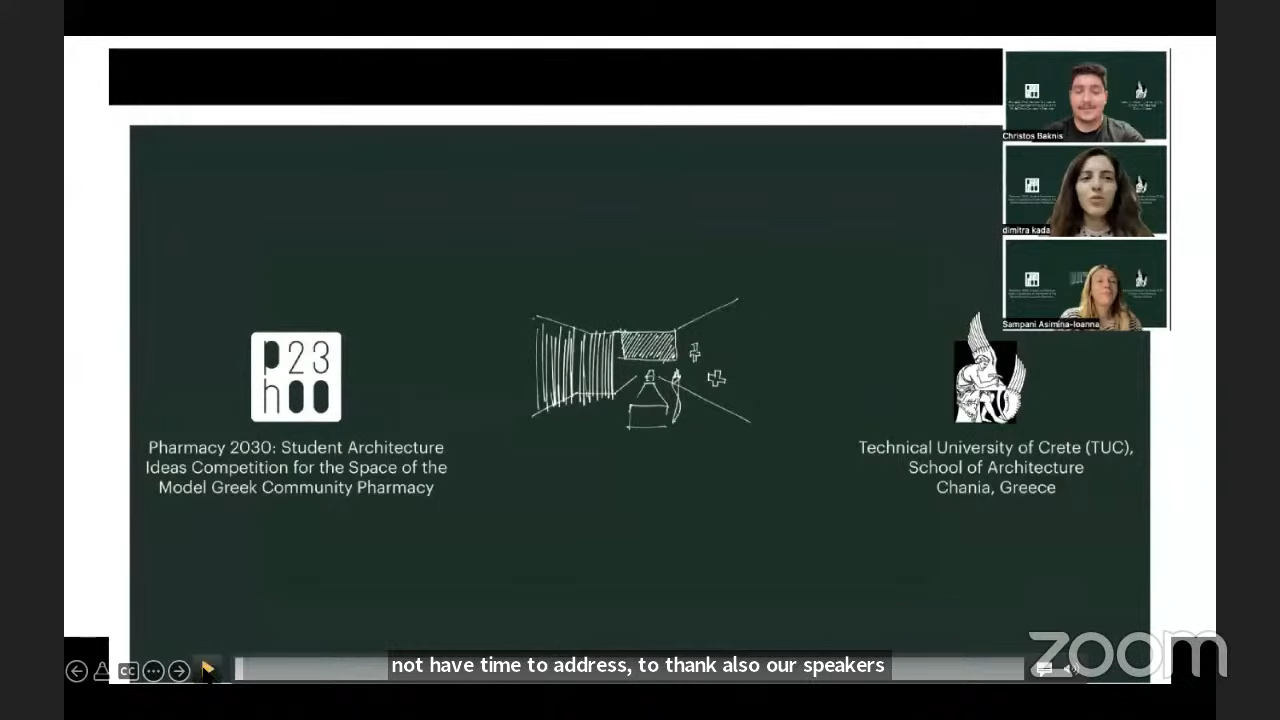 Christos Baknis
dimitra kada
Sampani Asimina-Ioanna
P23
hOO
Pharmacy 2030: Student Architecture
Ideas Competition for the Space of the
Model Greek Community Pharmacy
Technical University of Crete (TUC),
School of Architecture
Chania, Greece
CC
not have time to address, to thank also our speakers
zoom